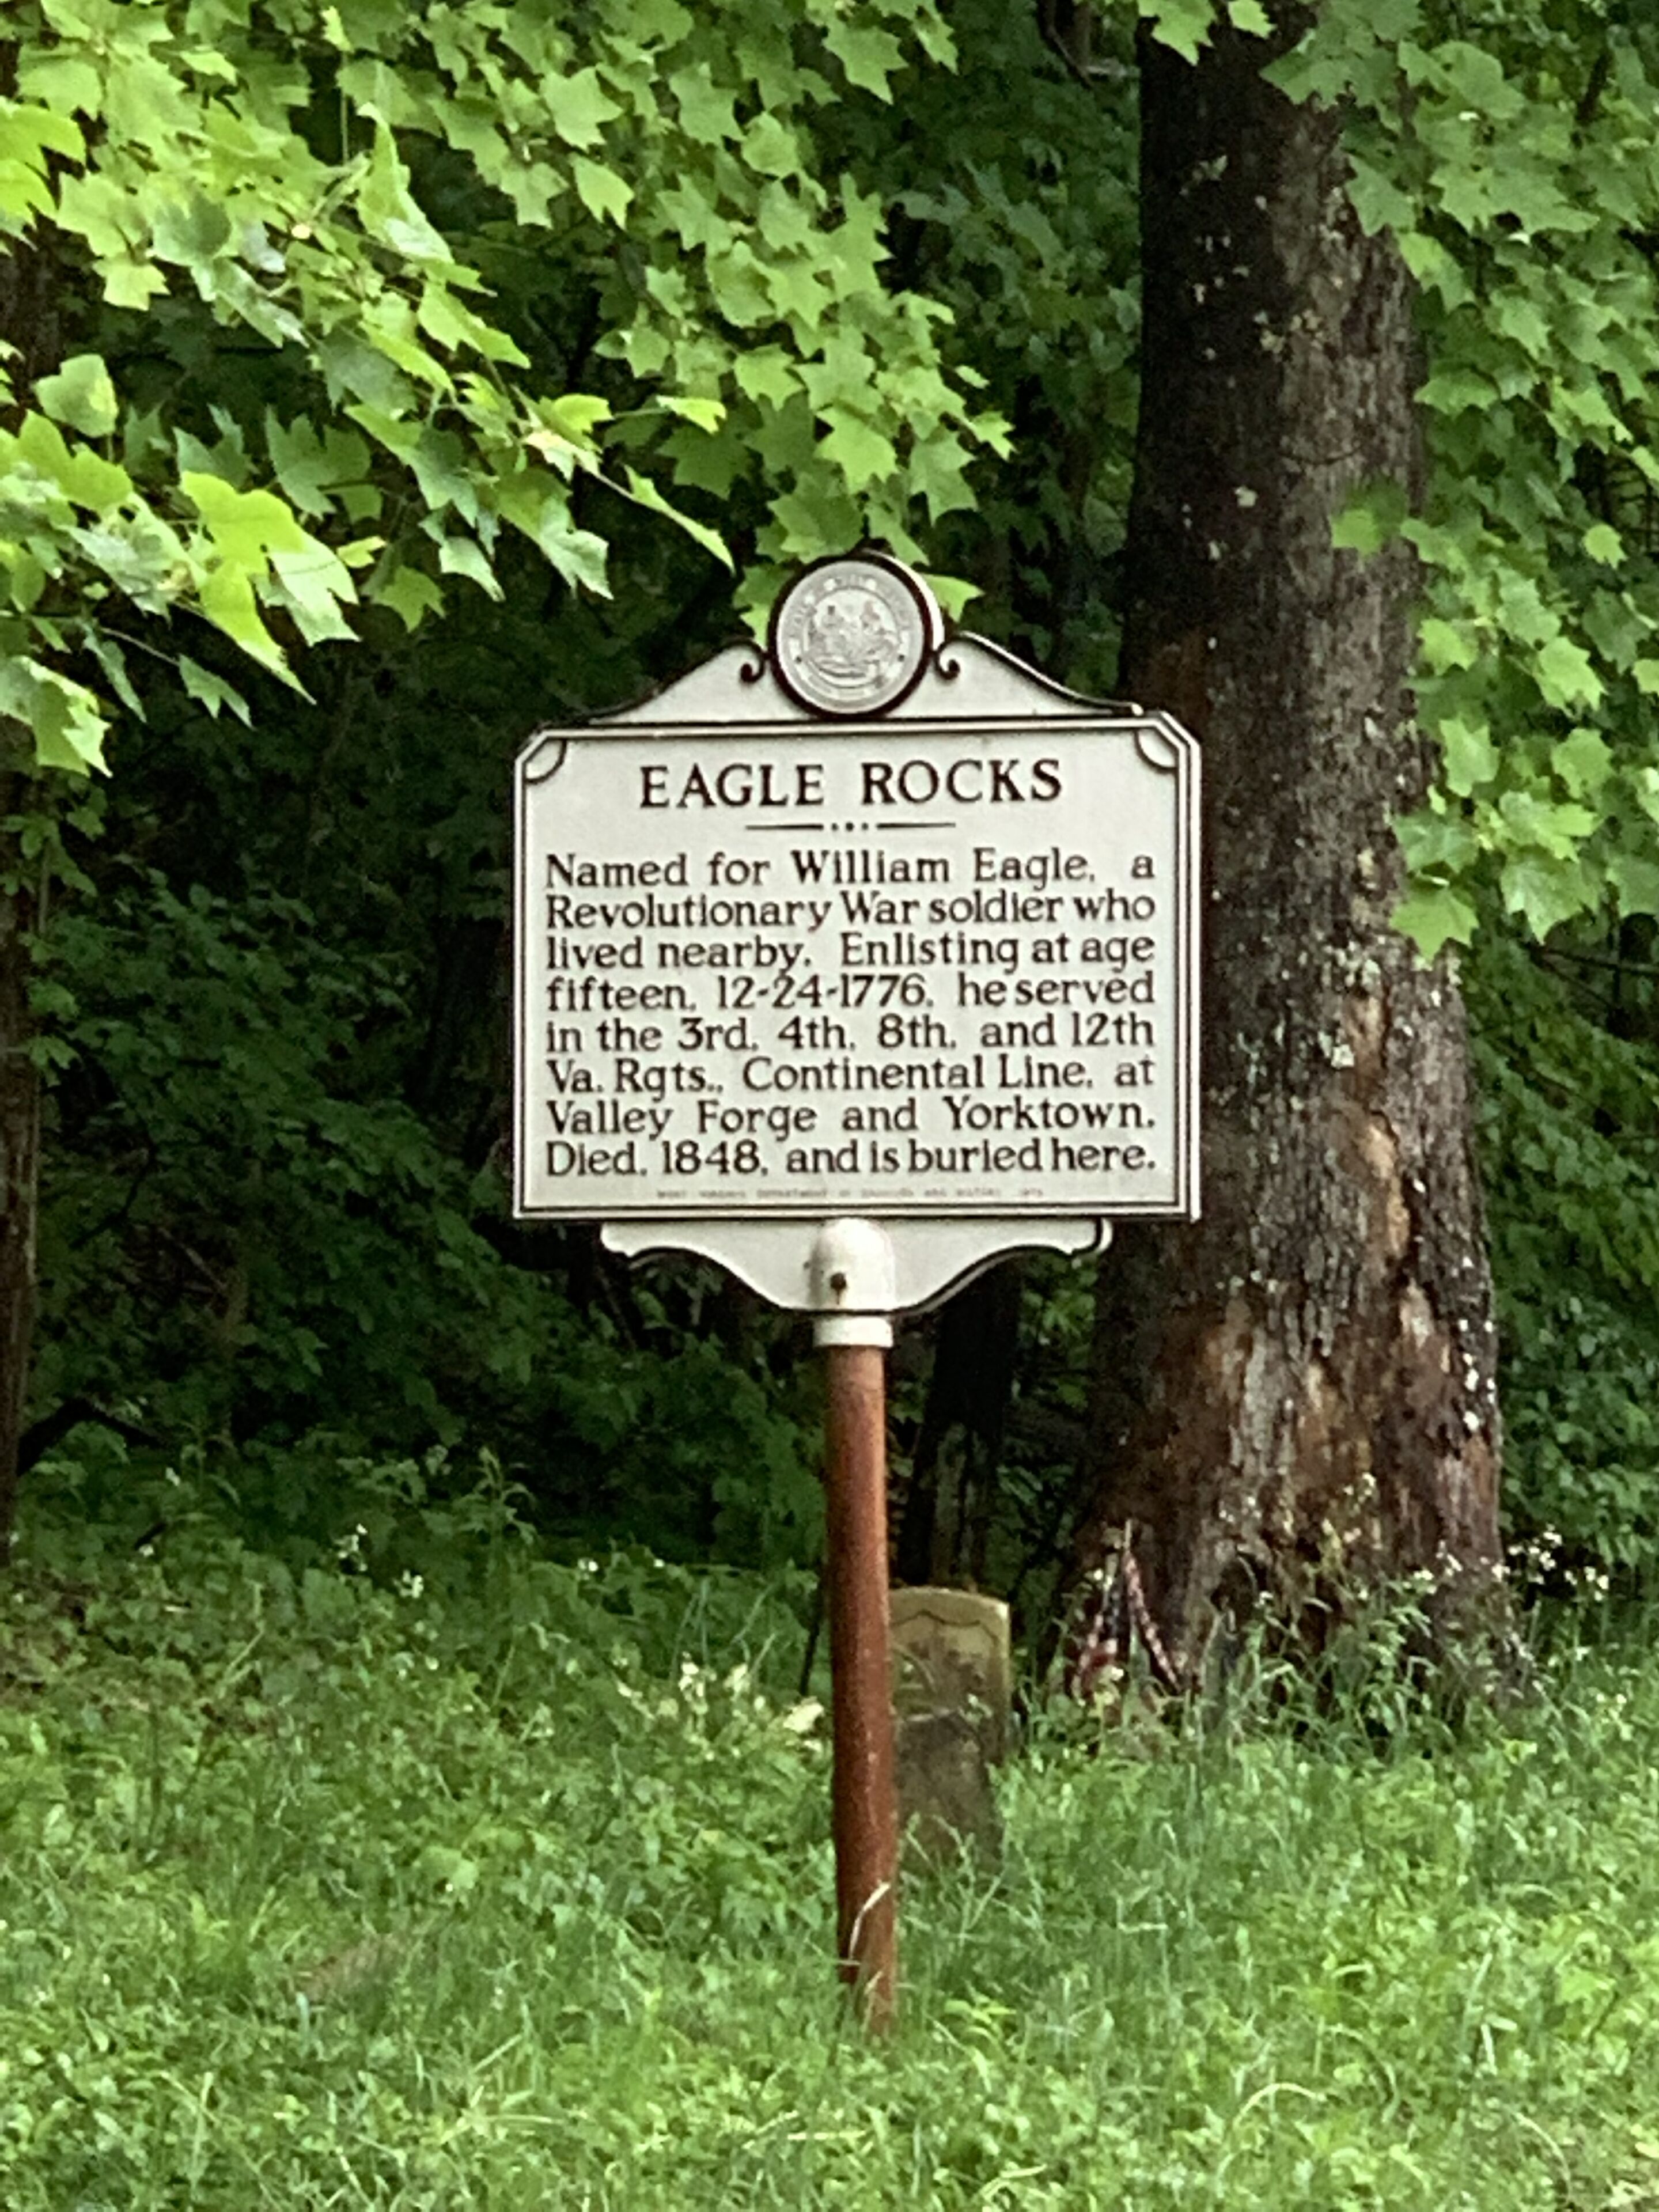 EAGLE ROCKS
Named for William Eagle, a
Revolutionary War soldier who
lived nearby. Enlisting at age
fifteen, 12-24-1776, he served
in the 3rd, 4th, 8th, and 12th
Va. Rgts., Continental Line, at
Valley Forge and Yorktown.
Died, 1848, and is buried here.